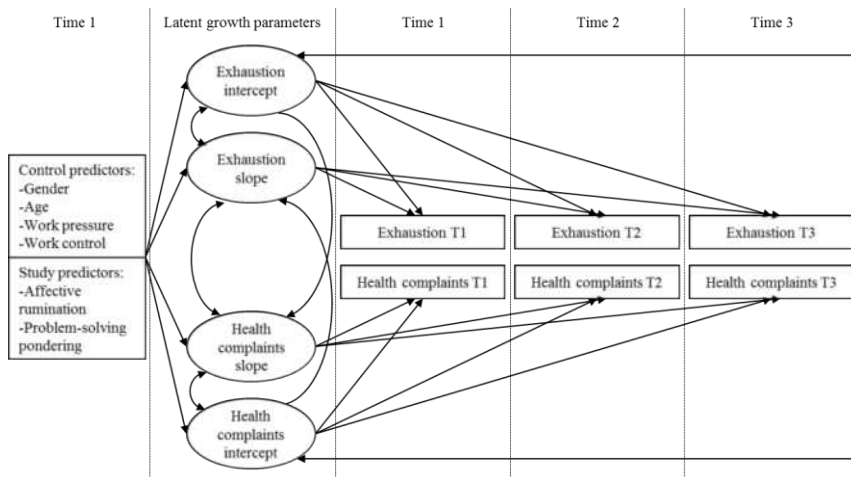 Time 1
Latent growth parameters
Time 1
Time 2
Time 3
Exhaustion
intercept
Exhaustion
slope
Control predictors:
-Gender
-Age
-Work pressure
-Work control
Study predictors:
-Affective
rumination
-Problem-solving
pondering
Exhaustion T1
Exhaustion T2
Exhaustion T3
Health complaints T1
Health complaints T2
Health complaints T3
Health
complaints
slope
Health
complaints
intercept